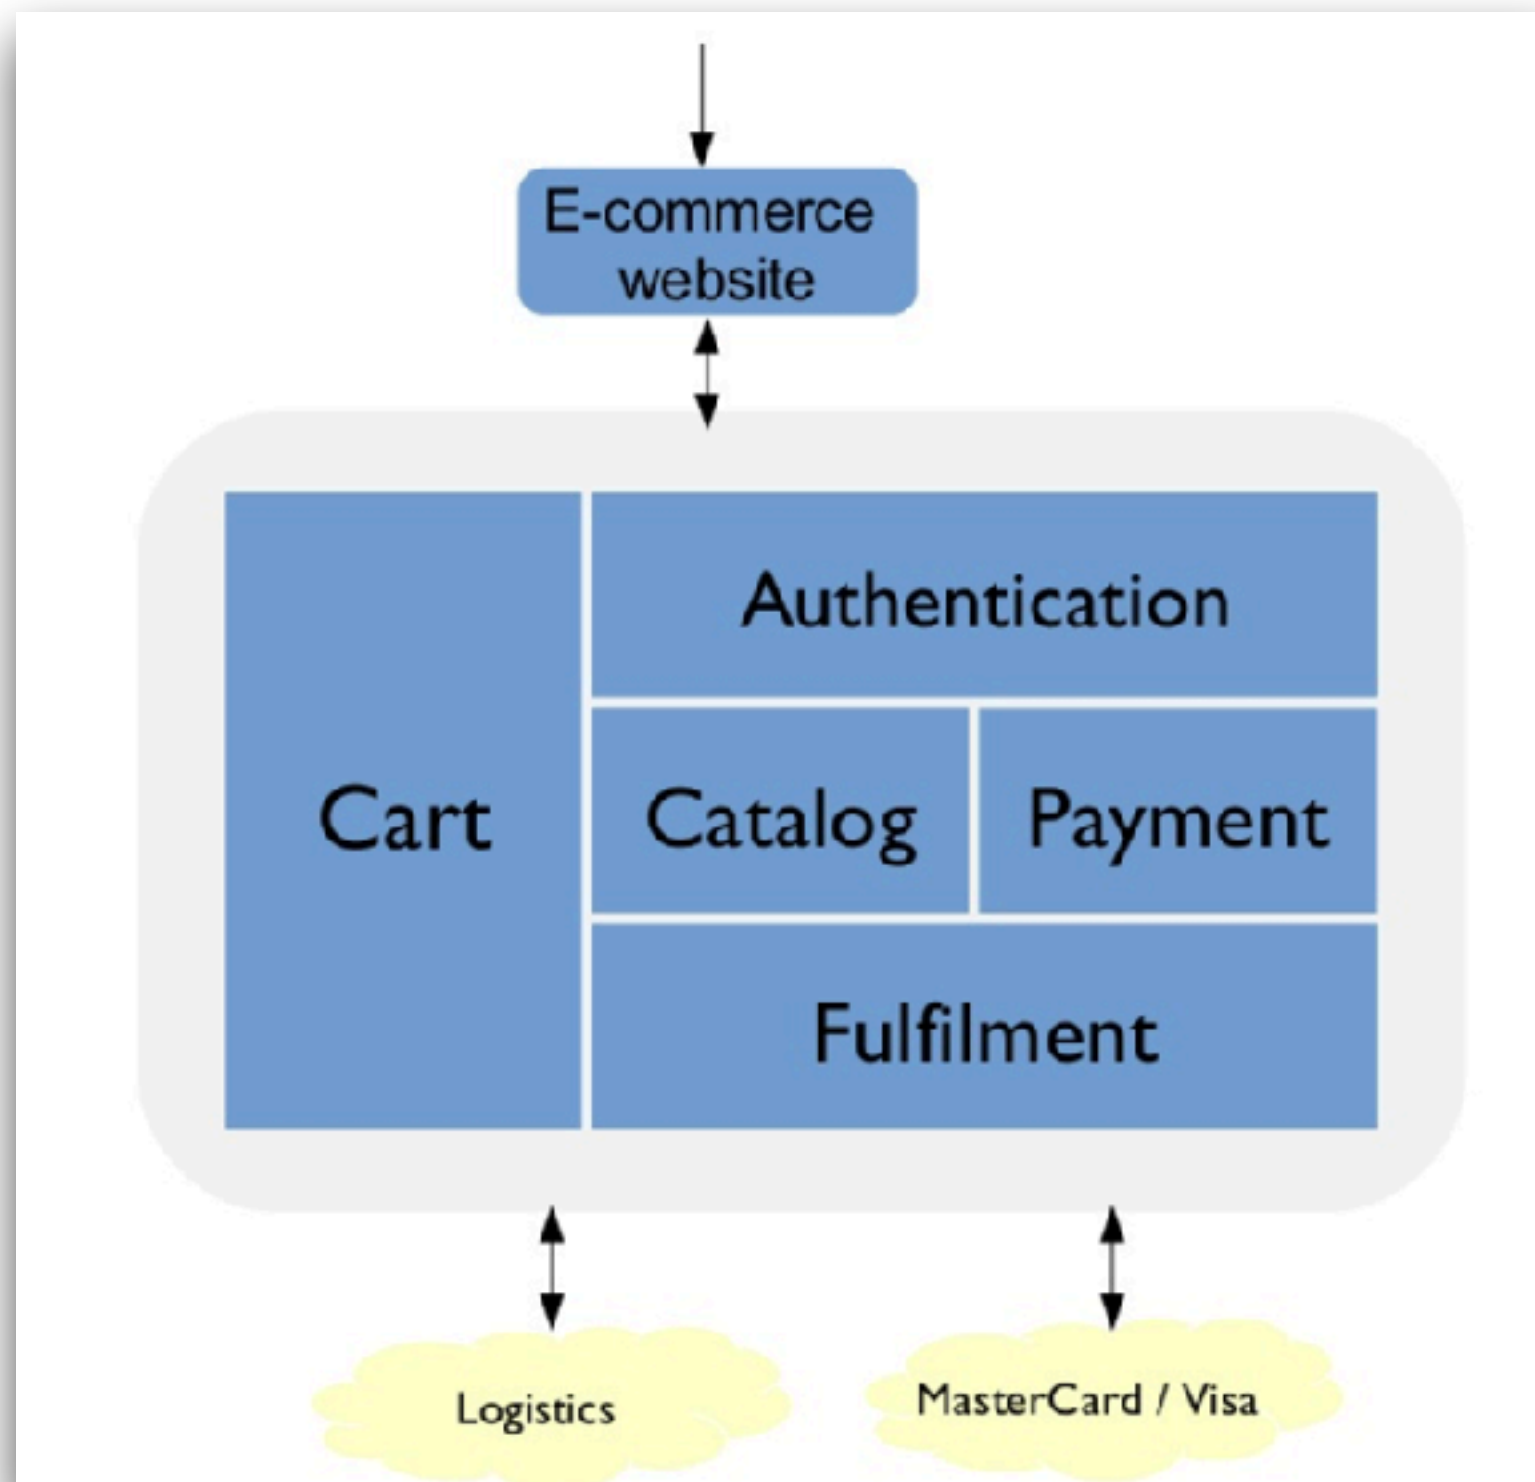 E-commerce
website
Cart
Authentication
Catalog
Payment
Fulfilment
Logistics
MasterCard / Visa